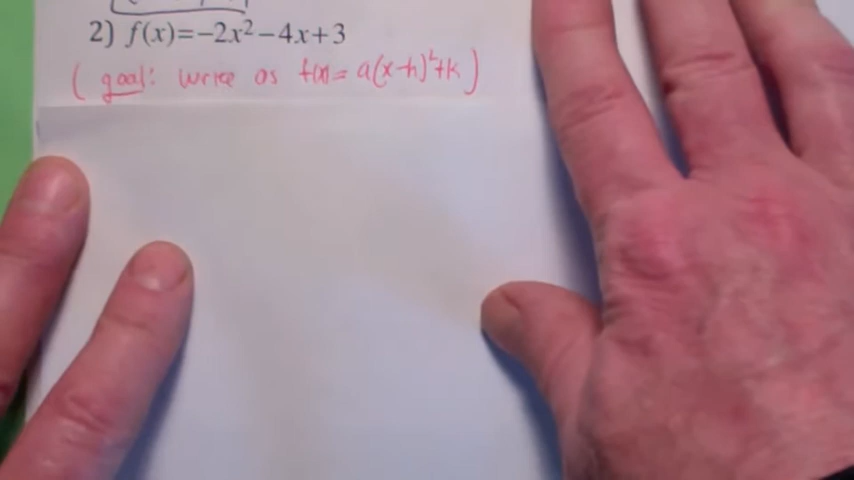 2) f(x)=−2x²−4x+3
(goal: write as f(x)= a(x-h)²+k)